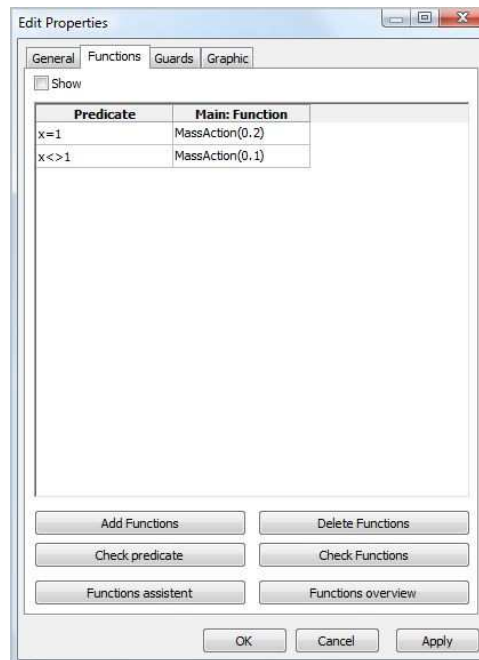 Edit Properties
General Functions Guards Graphic
Show
Predicate Main: Function
x=1 MassAction(0.2)
x<>1 MassAction(0.1)
Add Functions Delete Functions
Check predicate Check Functions
Functions assistent Functions overview
OK Cancel Apply